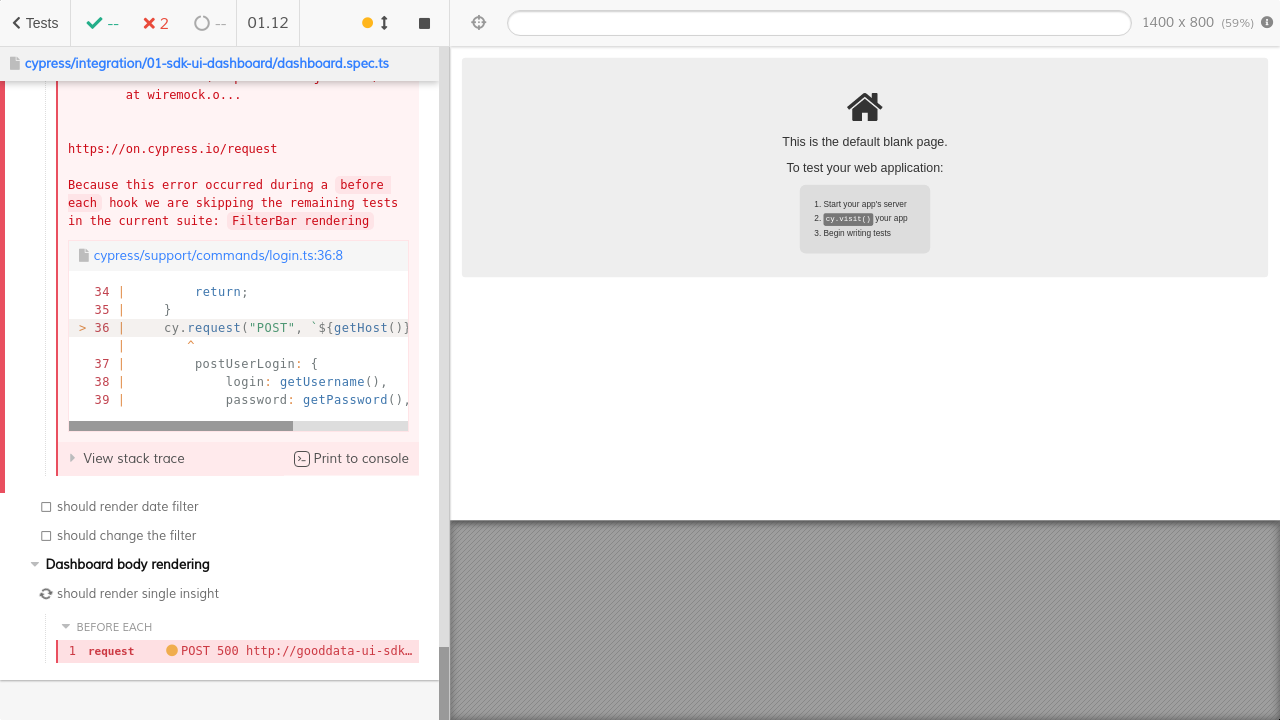 Tests
--
2
--
01.12
1400 x 800 (59%)
cypress/integration/01-sdk-ui-dashboard/dashboard.spec.ts
at wiremock.o...
https://on.cypress.io/request
Because this error occurred during a before
each hook we are skipping the remaining tests
in the current suite: FilterBar rendering
cypress/support/commands/login.ts:36:8
34 | return;
35 | }
> 36 | cy.request("POST", `${getHost()}
| ^
37 | postUserLogin: {
38 | login: getUsername(),
39 | password: getPassword(),
View stack trace
Print to console
should render date filter
should change the filter
Dashboard body rendering
should render single insight
BEFORE EACH
1 request POST 500 http://gooddata-ui-sdk…
This is the default blank page.
To test your web application:
1. Start your app's server
2. cy.visit() your app
3. Begin writing tests